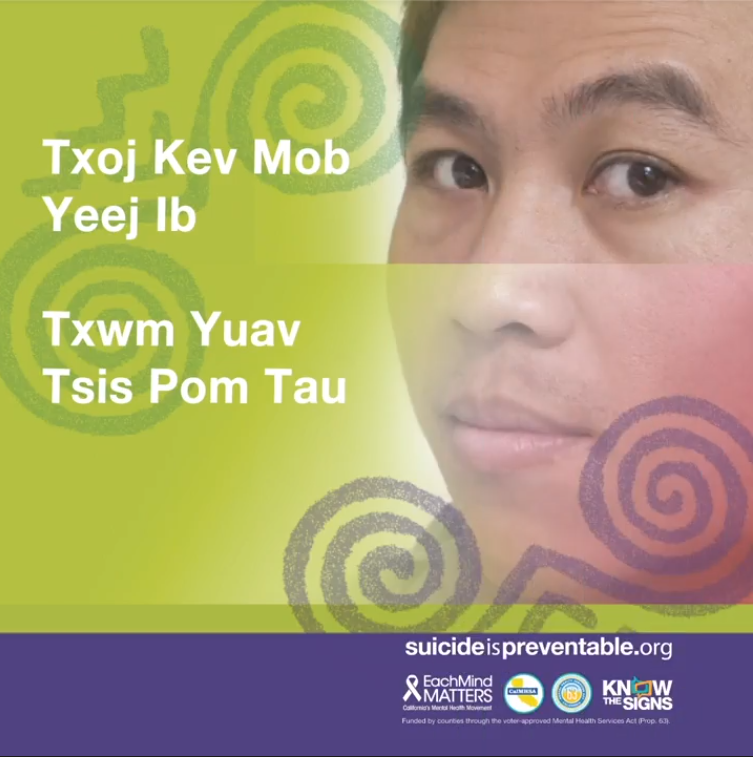 Txoj Kev Mob
Yeej Ib
Txwm Yuav
Tsis Pom Tau
suicideispreventable.org
EachMind
MATTERS
California's Mental Health Movement
CalMHSA
KNOW
THE SIGNS
Funded by counties through the voter-approved Mental Health Services Act (Prop. 63).